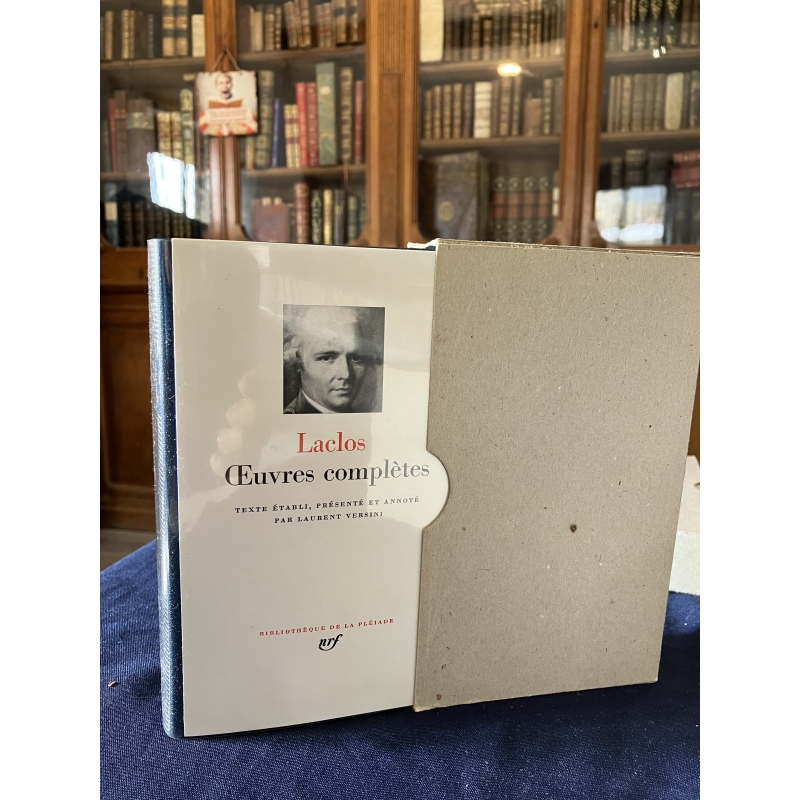 Laclos
Œuvres complètes
TEXTE ÉTABLI, PRÉSENTÉ ET ANNOTÉ
PAR LAURENT VERSINI
BIBLIOTHÈQUE DE LA PLÉIADE
nrf